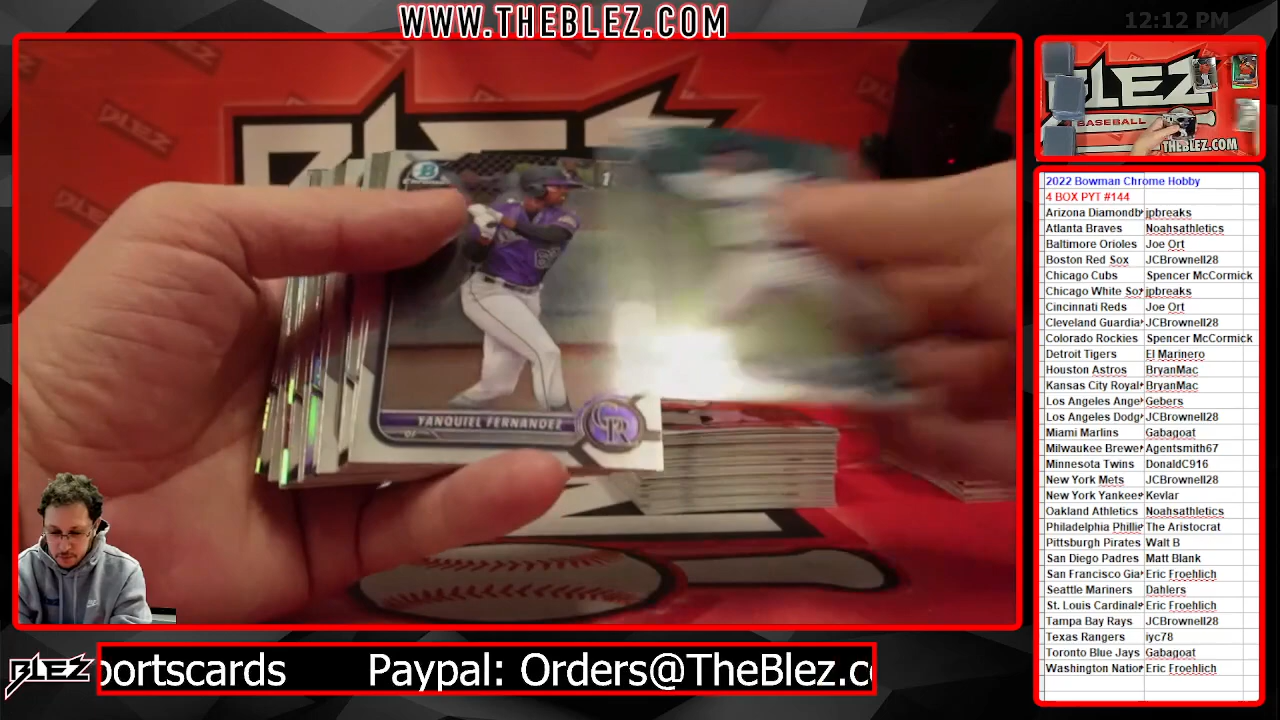 WWW.THEBLEZ.COM
12:12 PM
BLEZ
BASEBALL
THEBLEZ.COM
YANQUIEL FERNANDEZ
CR
2022 Bowman Chrome Hobby
4 BOX PYT #144
Arizona Diamondb jpbreaks
Atlanta Braves Noahsathletics
Baltimore Orioles Joe Ort
Boston Red Sox JCBrownell28
Chicago Cubs Spencer McCormick
Chicago White Sox jpbreaks
Cincinnati Reds Joe Ort
Cleveland Guardia JCBrownell28
Colorado Rockies Spencer McCormick
Detroit Tigers El Marinero
Houston Astros BryanMac
Kansas City Royal BryanMac
Los Angeles Ange Gebers
Los Angeles Dodg JCBrownell28
Miami Marlins Gabagoat
Milwaukee Brewe Agentsmith67
Minnesota Twins DonaldC916
New York Mets JCBrownell28
New York Yankees Kevlar
Oakland Athletics Noahsathletics
Philadelphia Phillie The Aristocrat
Pittsburgh Pirates Walt B
San Diego Padres Matt Blank
San Francisco Gia Eric Froehlich
Seattle Mariners Dahlers
St. Louis Cardinals Eric Froehlich
Tampa Bay Rays JCBrownell28
Texas Rangers iyc78
Toronto Blue Jays Gabagoat
Washington Nation Eric Froehlich
BLEZ
portscards Paypal: Orders@TheBlez.c